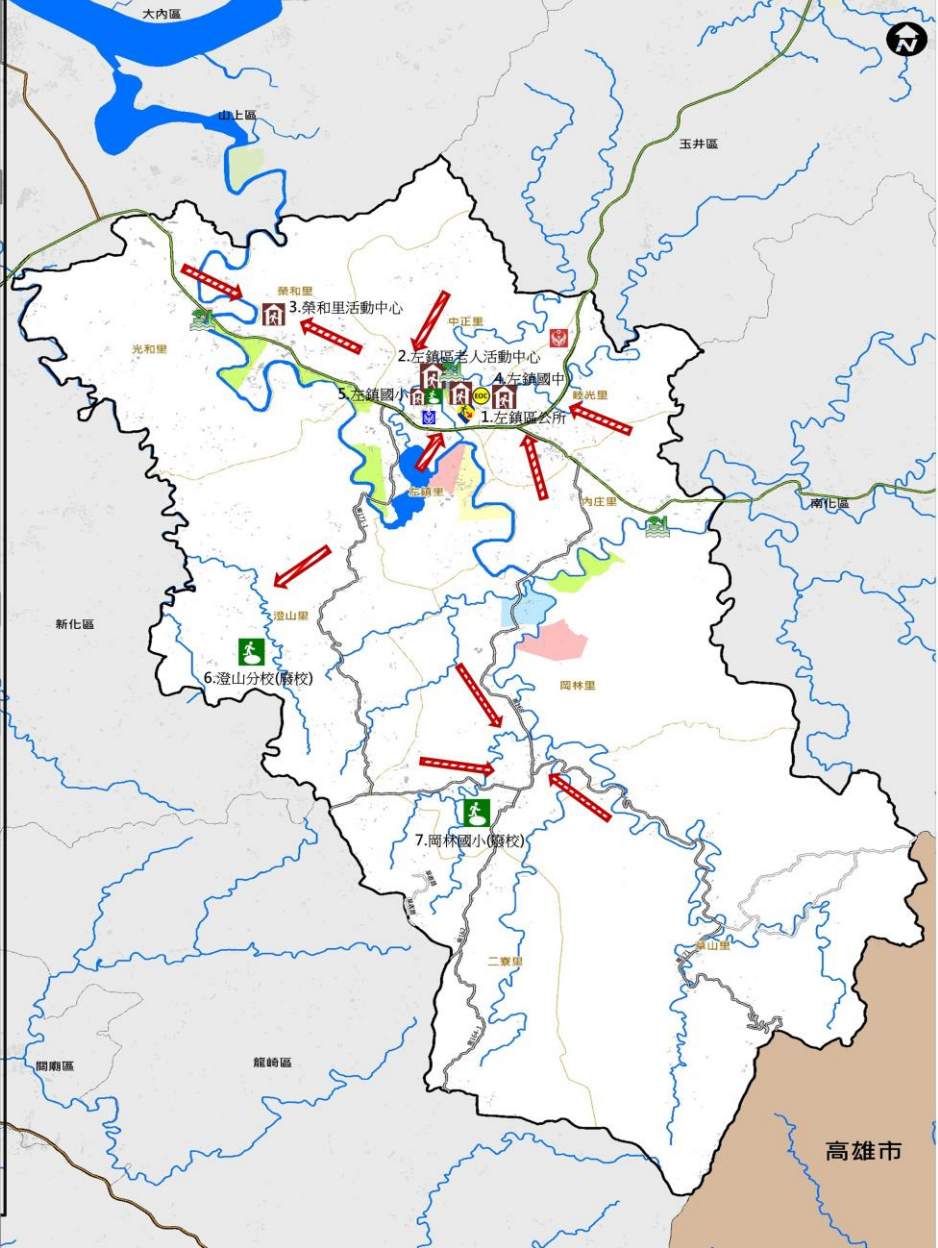 大內區
N
山上區
玉井區
榮和里
3.榮和里活動中心
中正里
光和里
2.左鎮區老人活動中心
4.左鎮國中
5.左鎮國小
EOC
睦光里
1.左鎮區公所
左鎮里
內庄里
南化區
新化區
澄山里
6.澄山分校(廢校)
岡林里
7.岡林國小(廢校)
二寮里
草山里
關廟區
龍崎區
高雄市